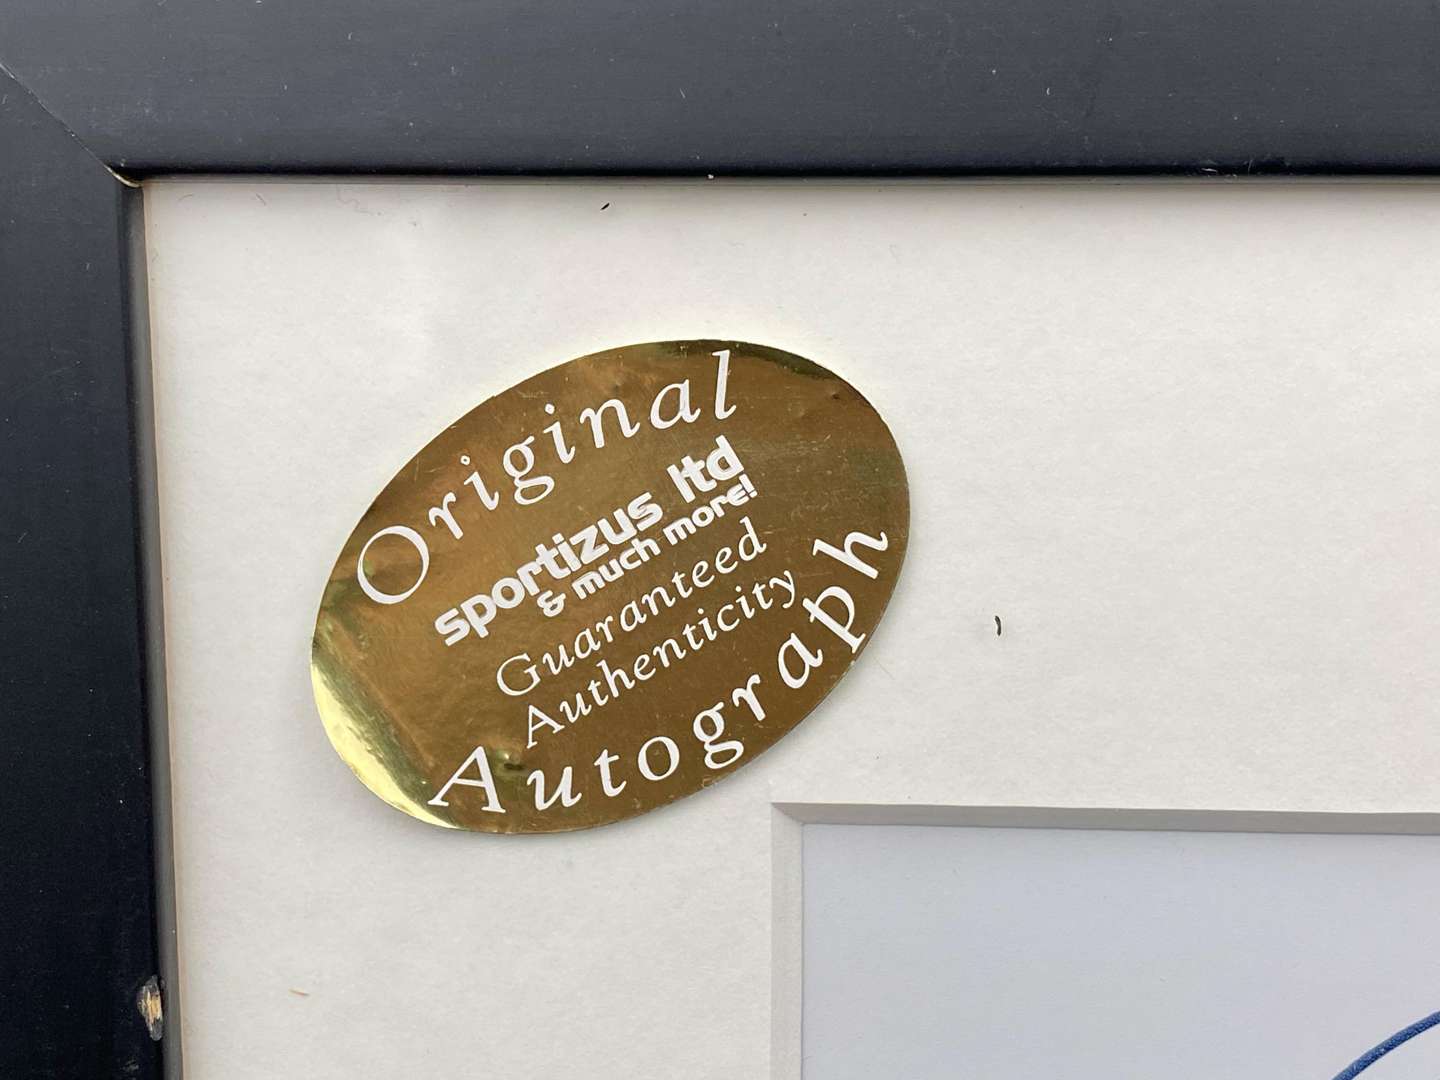 Original
sportizus ltd
& much more!
Guaranteed
Authenticity
Autograph